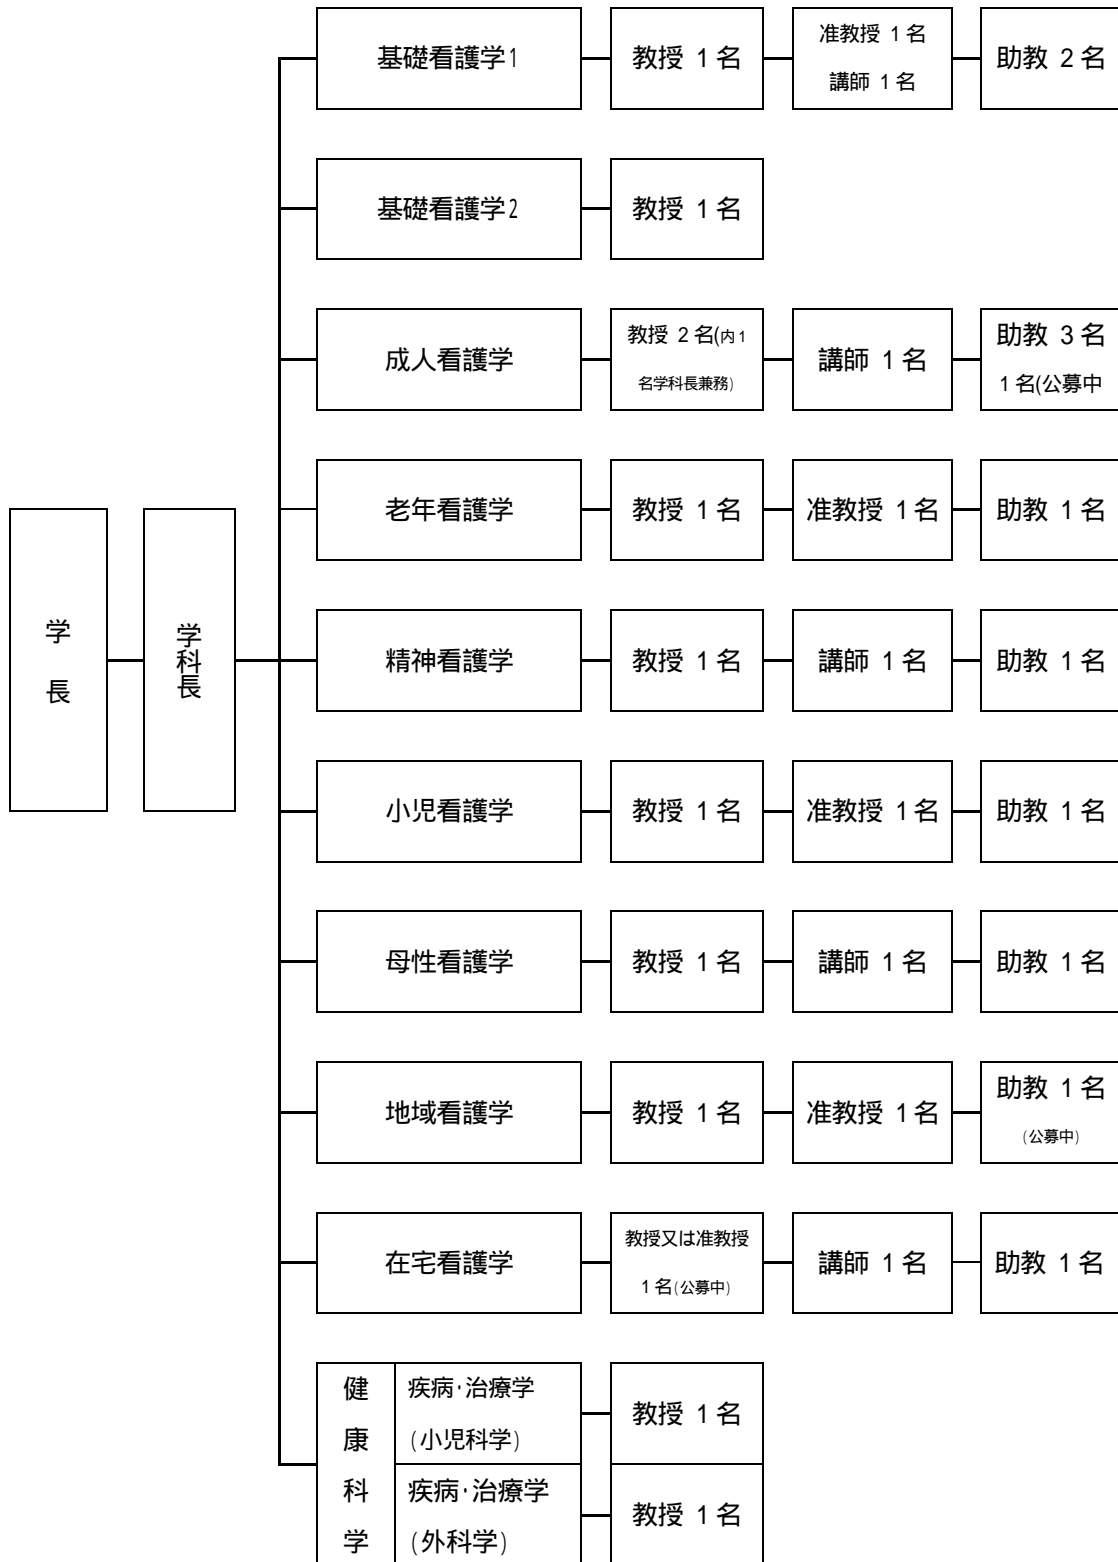 学長
学科長
基礎看護学1
教授 1名
准教授 1名
講師 1名
助教 2名
基礎看護学2
教授 1名
成人看護学
教授 2名(内1
名学科長兼務)
講師 1名
助教 3名
1名(公募中
老年看護学
教授 1名
准教授 1名
助教 1名
精神看護学
教授 1名
講師 1名
助教 1名
小児看護学
教授 1名
准教授 1名
助教 1名
母性看護学
教授 1名
講師 1名
助教 1名
地域看護学
教授 1名
准教授 1名
助教 1名
(公募中)
在宅看護学
教授又は准教授
1名(公募中)
講師 1名
助教 1名
健康科学
疾病・治療学
(小児科学)
教授 1名
疾病・治療学
(外科学)
教授 1名